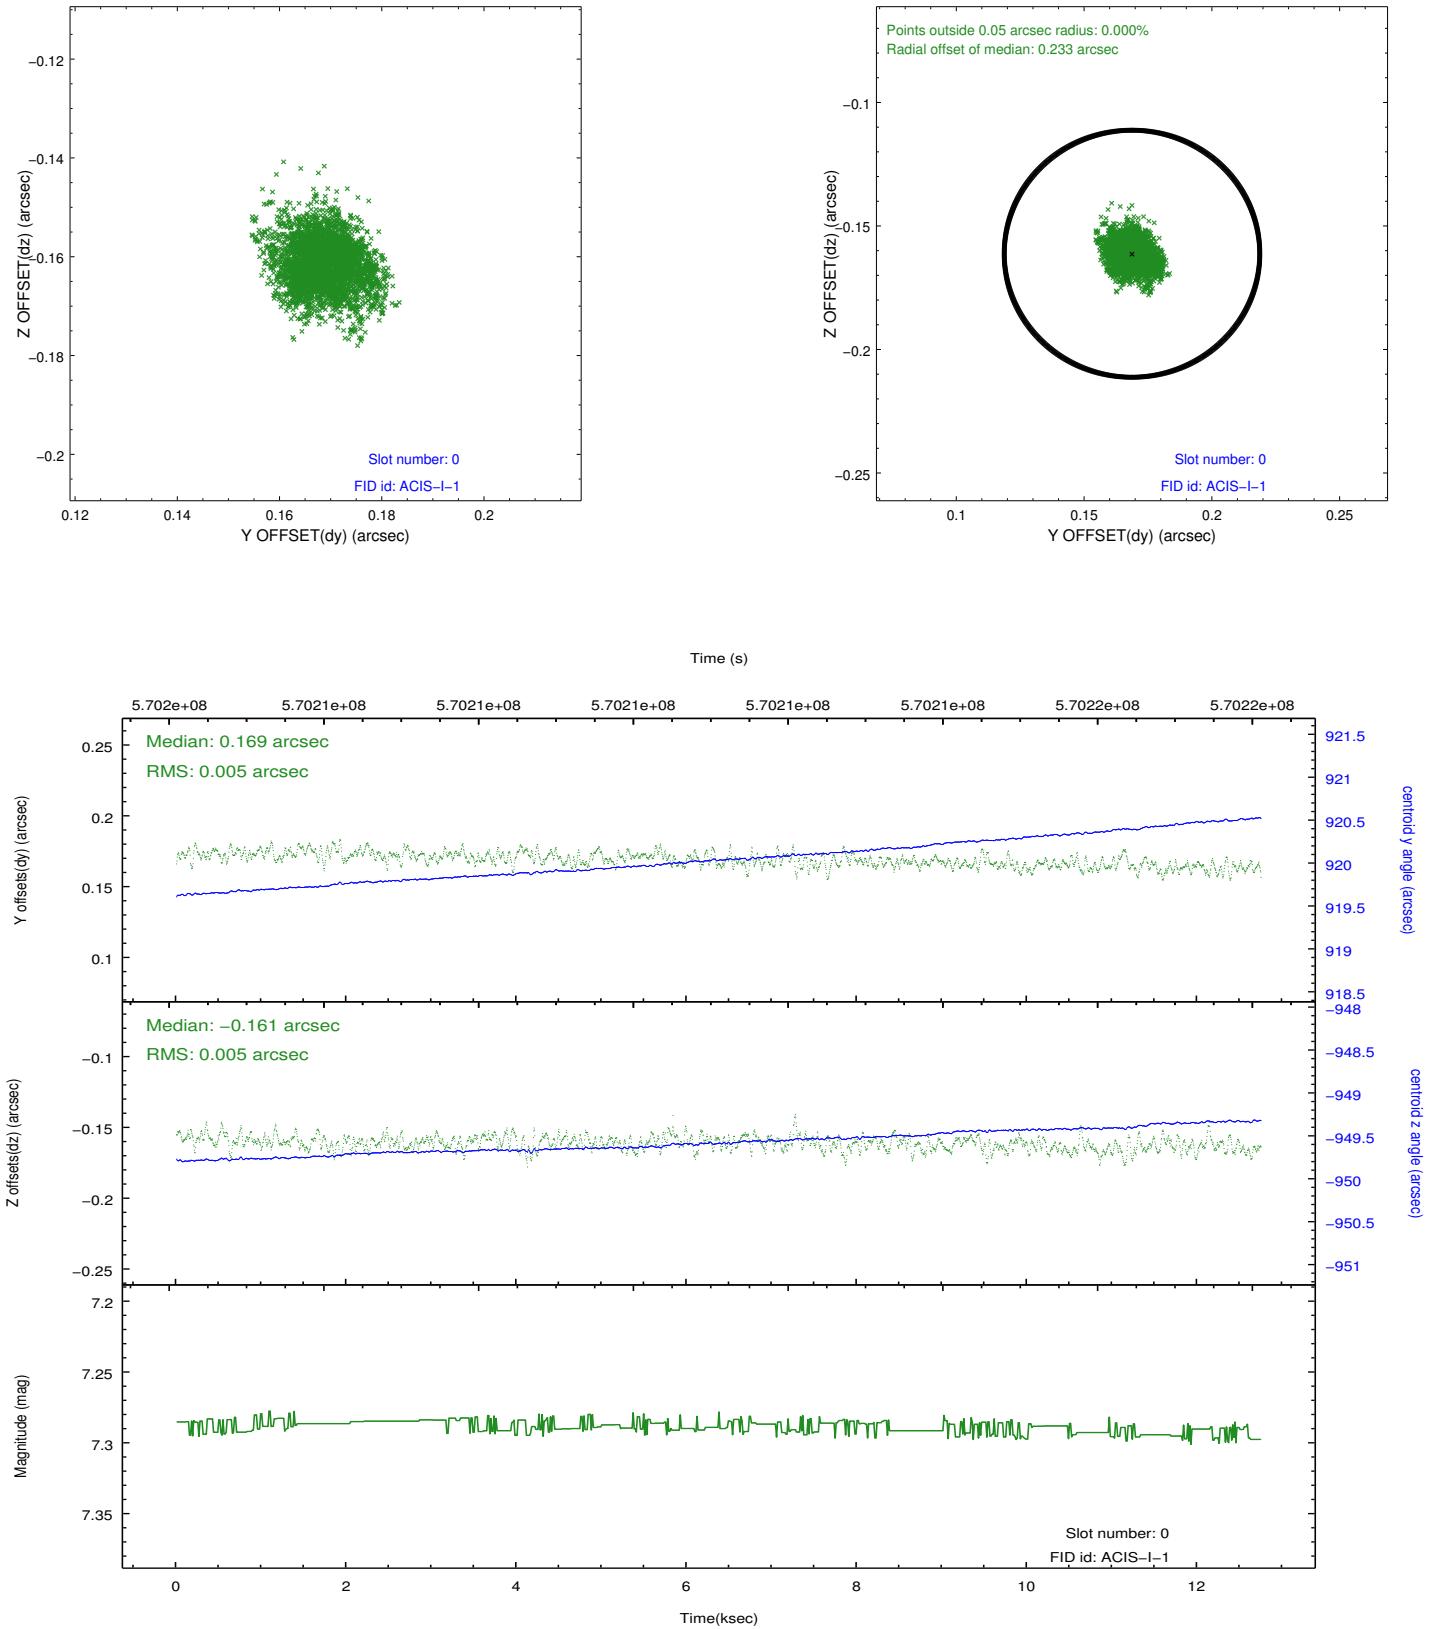 −0.12
−0.14
−0.16
−0.18
−0.2
Z OFFSET(dz) (arcsec)
Slot number: 0
FID id: ACIS−I−1
0.12 0.14 0.16 0.18 0.2
Y OFFSET(dy) (arcsec)
Points outside 0.05 arcsec radius: 0.000%
Radial offset of median: 0.233 arcsec
−0.1
−0.15
−0.2
−0.25
Z OFFSET(dz) (arcsec)
Slot number: 0
FID id: ACIS−I−1
0.1 0.15 0.2 0.25
Y OFFSET(dy) (arcsec)
Time (s)
5.702e+08 5.7021e+08 5.7021e+08 5.7021e+08 5.7021e+08 5.7021e+08 5.7022e+08 5.7022e+08
Median: 0.169 arcsec
RMS: 0.005 arcsec
0.25
0.2
0.15
0.1
Y offsets(dy) (arcsec)
921.5
921
920.5
920
919.5
919
918.5
centroid y angle (arcsec)
Median: −0.161 arcsec
RMS: 0.005 arcsec
−0.1
−0.15
−0.2
−0.25
Z offsets(dz) (arcsec)
−948
−948.5
−949
−949.5
−950
−950.5
−951
centroid z angle (arcsec)
7.2
7.25
7.3
7.35
Magnitude (mag)
Slot number: 0
FID id: ACIS−I−1
0 2 4 6 8 10 12
Time(ksec)